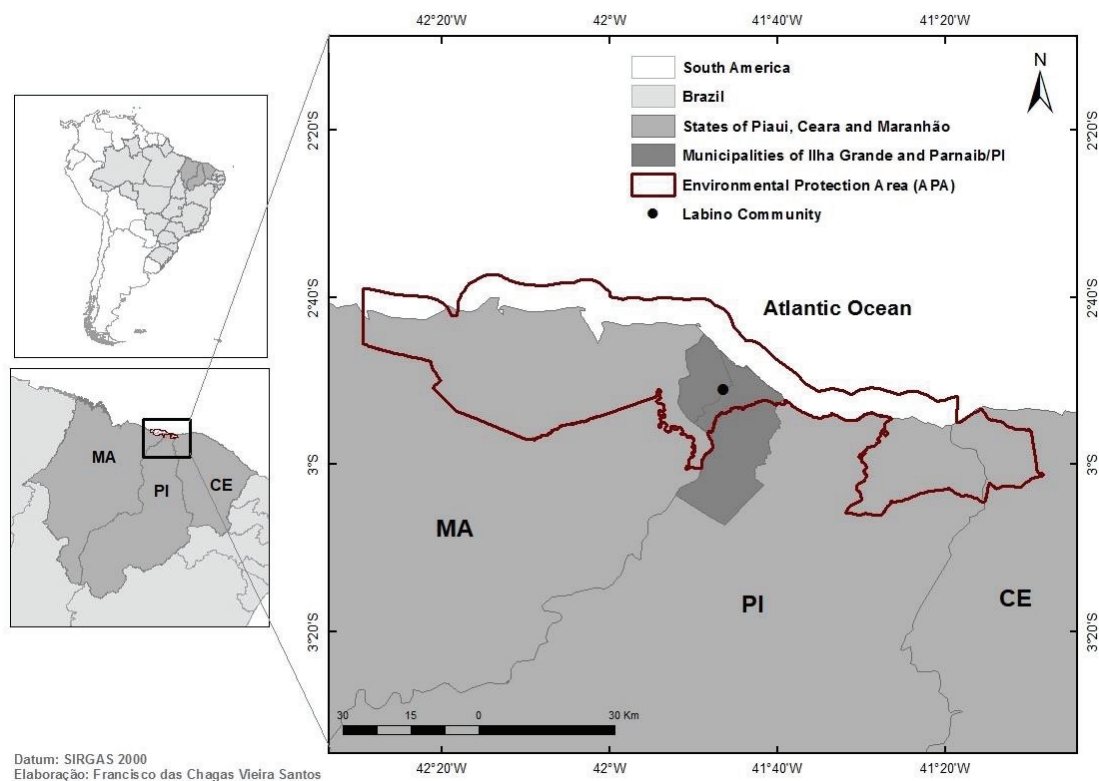 42°20'W 42°W 41°40'W 41°20'W
N
South America
Brazil
States of Piaui, Ceara and Maranhão
Municipalities of Ilha Grande and Parnaib/PI
Environmental Protection Area (APA)
Labino Community
2°20'S 2°20'S
2°40'S 2°40'S
Atlantic Ocean
MA
PI
CE
3°S 3°S
MA
PI
CE
3°20'S 3°20'S
30 15 0 30 Km
42°20'W 42°W 41°40'W 41°20'W
Datum: SIRGAS 2000
Elaboração: Francisco das Chagas Vieira Santos